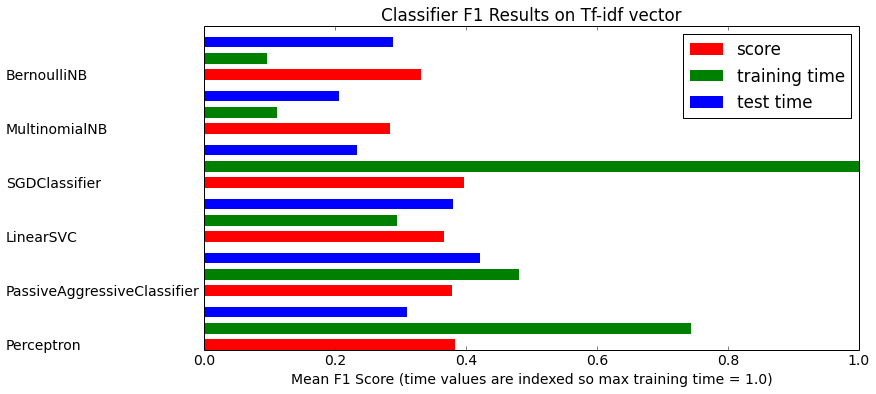 Classifier F1 Results on Tf-idf vector
score
training time
test time
BernoulliNB
MultinomialNB
SGDClassifier
LinearSVC
PassiveAggressiveClassifier
Perceptron
0.0 0.2 0.4 0.6 0.8 1.0
Mean F1 Score (time values are indexed so max training time = 1.0)